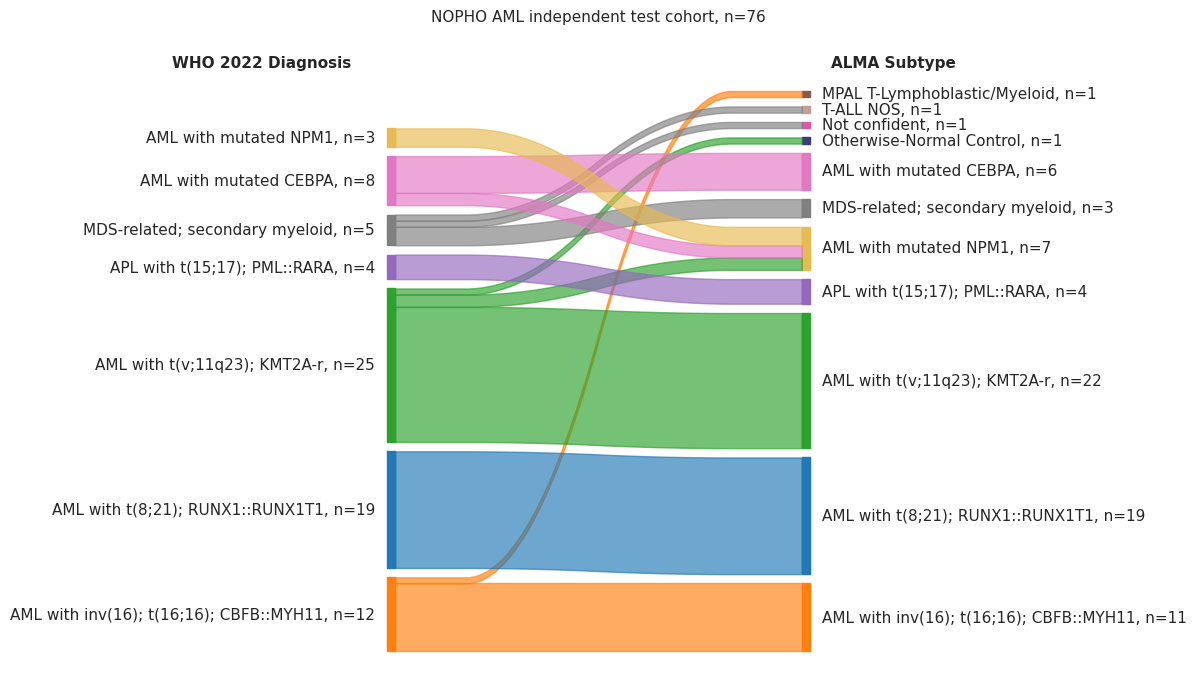 NOPHO AML independent test cohort, n=76
WHO 2022 Diagnosis
AML with mutated NPM1, n=3
AML with mutated CEBPA, n=8
MDS-related; secondary myeloid, n=5
APL with t(15;17); PML::RARA, n=4
AML with t(v;11q23); KMT2A-r, n=25
AML with t(8;21); RUNX1::RUNX1T1, n=19
AML with inv(16); t(16;16); CBFB::MYH11, n=12
ALMA Subtype
MPAL T-Lymphoblastic/Myeloid, n=1
T-ALL NOS, n=1
Not confident, n=1
Otherwise-Normal Control, n=1
AML with mutated CEBPA, n=6
MDS-related; secondary myeloid, n=3
AML with mutated NPM1, n=7
APL with t(15;17); PML::RARA, n=4
AML with t(v;11q23); KMT2A-r, n=22
AML with t(8;21); RUNX1::RUNX1T1, n=19
AML with inv(16); t(16;16); CBFB::MYH11, n=11